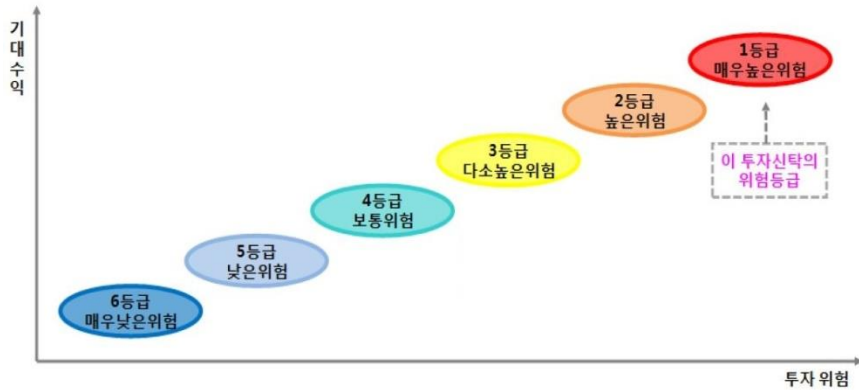 기대수익
1등급
매우높은위험
2등급
높은위험
3등급
다소높은위험
이 투자신탁의
위험등급
4등급
보통위험
5등급
낮은위험
6등급
매우낮은위험
투자 위험